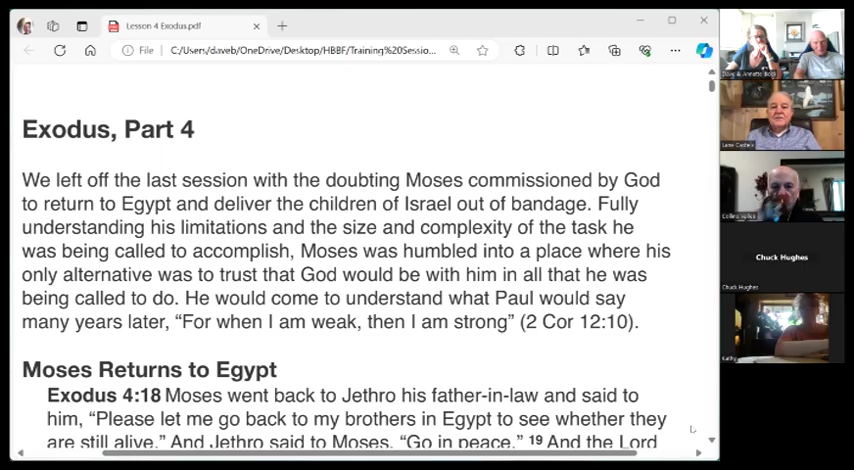 Lesson 4 Exodus.pdf
File C:/Users/daveb/OneDrive/Desktop/HBBF/Training%20Sessio...
Exodus, Part 4
We left off the last session with the doubting Moses commissioned by God
to return to Egypt and deliver the children of Israel out of bandage. Fully
understanding his limitations and the size and complexity of the task he
was being called to accomplish, Moses was humbled into a place where his
only alternative was to trust that God would be with him in all that he was
being called to do. He would come to understand what Paul would say
many years later, “For when I am weak, then I am strong” (2 Cor 12:10).
Moses Returns to Egypt
Exodus 4:18 Moses went back to Jethro his father-in-law and said to
him, “Please let me go back to my brothers in Egypt to see whether they
are still alive.” And Jethro said to Moses, “Go in peace.” 19 And the Lord
Dave & Annette
Chuck Hughes
Chuck Hughes
Kathy